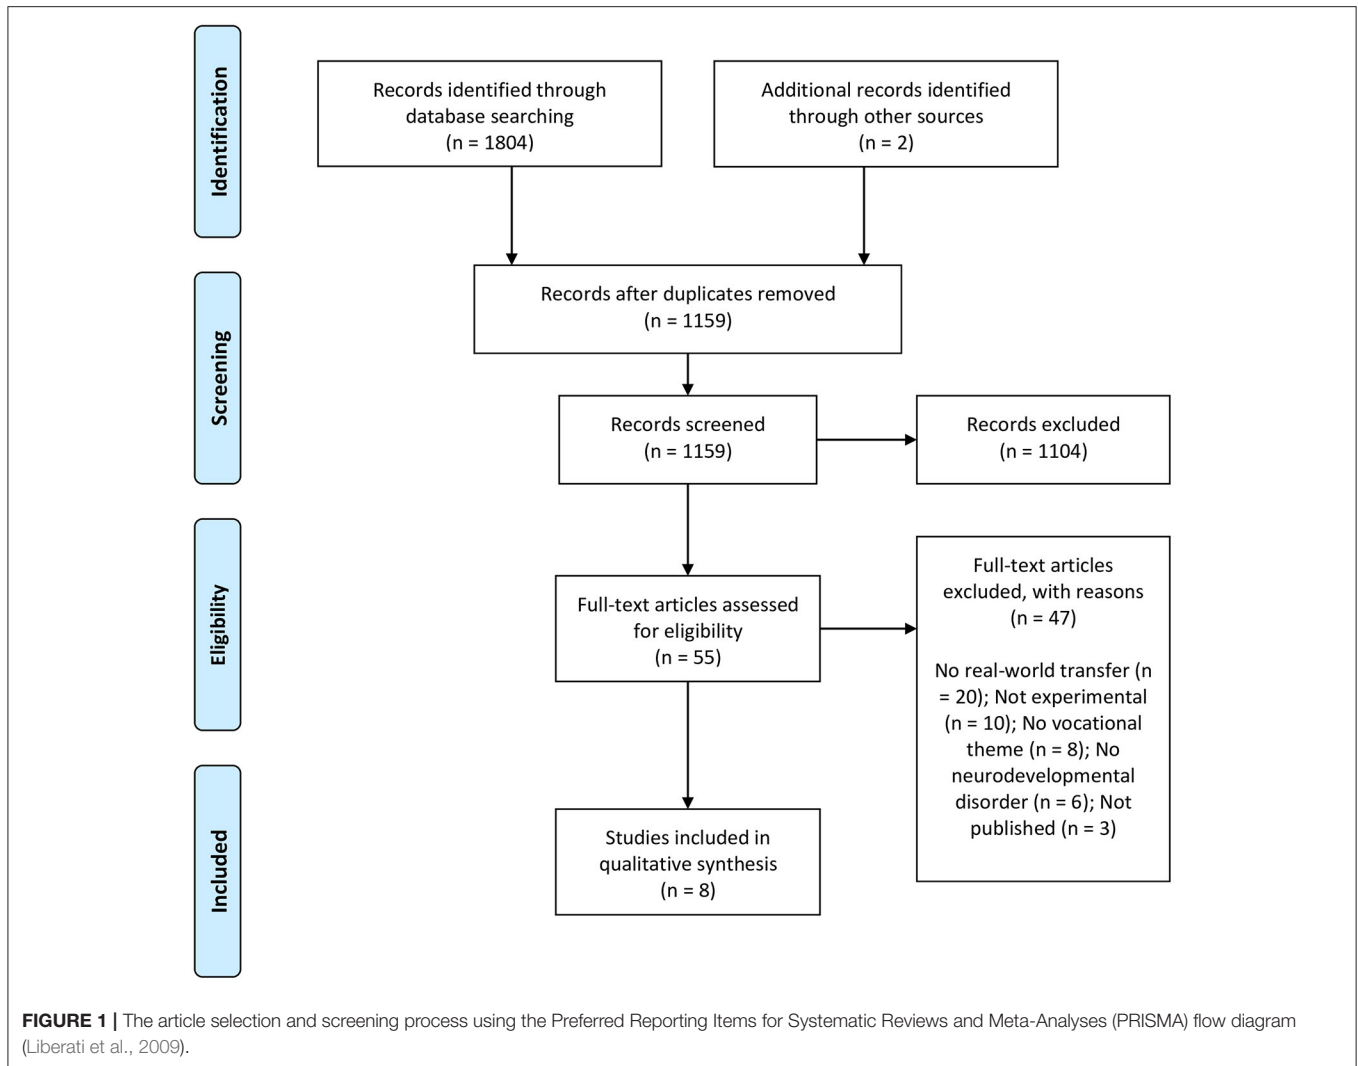 Identification
Records identified through
database searching
(n = 1804)
Additional records identified
through other sources
(n = 2)
Screening
Records after duplicates removed
(n = 1159)
Records screened
(n = 1159)
Records excluded
(n = 1104)
Eligibility
Full-text articles assessed
for eligibility
(n = 55)
Full-text articles
excluded, with reasons
(n = 47)
No real-world transfer (n
= 20); Not experimental
(n = 10); No vocational
theme (n = 8); No
neurodevelopmental
disorder (n = 6); Not
published (n = 3)
Included
Studies included in
qualitative synthesis
(n = 8)
FIGURE 1 | The article selection and screening process using the Preferred Reporting Items for Systematic Reviews and Meta-Analyses (PRISMA) flow diagram
(Liberati et al., 2009).